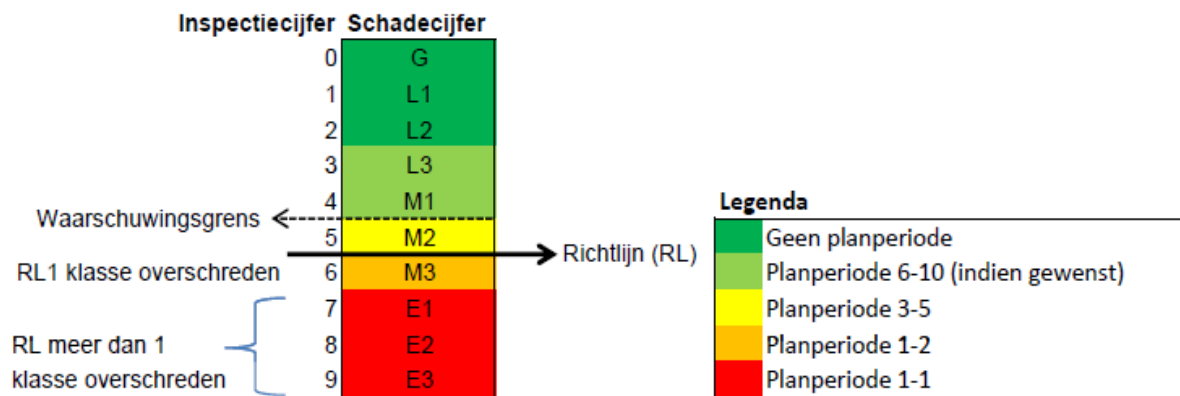 Inspectiecijfer Schadecijfer
0 G
1 L1
2 L2
3 L3
4 M1
Waarschuwingsgrens
5 M2
Richtlijn (RL)
RL1 klasse overschreden 6 M3
7 E1
RL meer dan 1 8 E2
klasse overschreden 9 E3
Legenda
Geen planperiode
Planperiode 6-10 (indien gewenst)
Planperiode 3-5
Planperiode 1-2
Planperiode 1-1